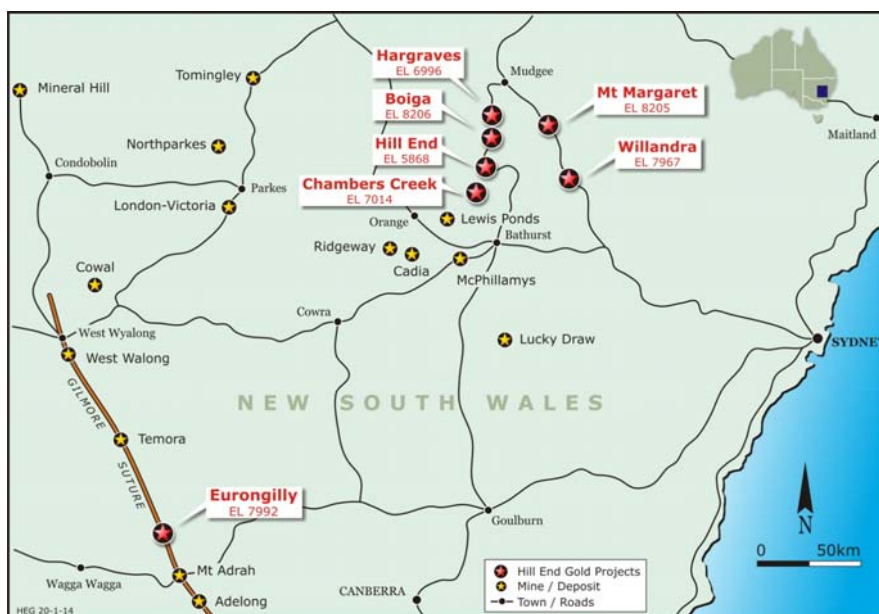 Hargraves
EL 6996
Mudgee
Tomingley
Mineral Hill
Boiga
EL 8206
Mt Margaret
EL 8205
Maitland
Northparkes
Hill End
EL 5868
Willandra
EL 7967
Condobolin
Chambers Creek
EL 7014
Parkes
London-Victoria
Orange
Lewis Ponds
Bathurst
Ridgeway
Cadia
McPhillamys
Cowal
Cowra
West Wyalong
West Walong
Lucky Draw
SYDNEY
NEW SOUTH WALES
GILMORE
SUTURE
Temora
Eurongilly
EL 7992
Goulburn
N
0 50km
Mt Adrah
Wagga Wagga
Adelong
CANBERRA
Hill End Gold Projects
Mine / Deposit
Town / Roads
HEG 20-1-14